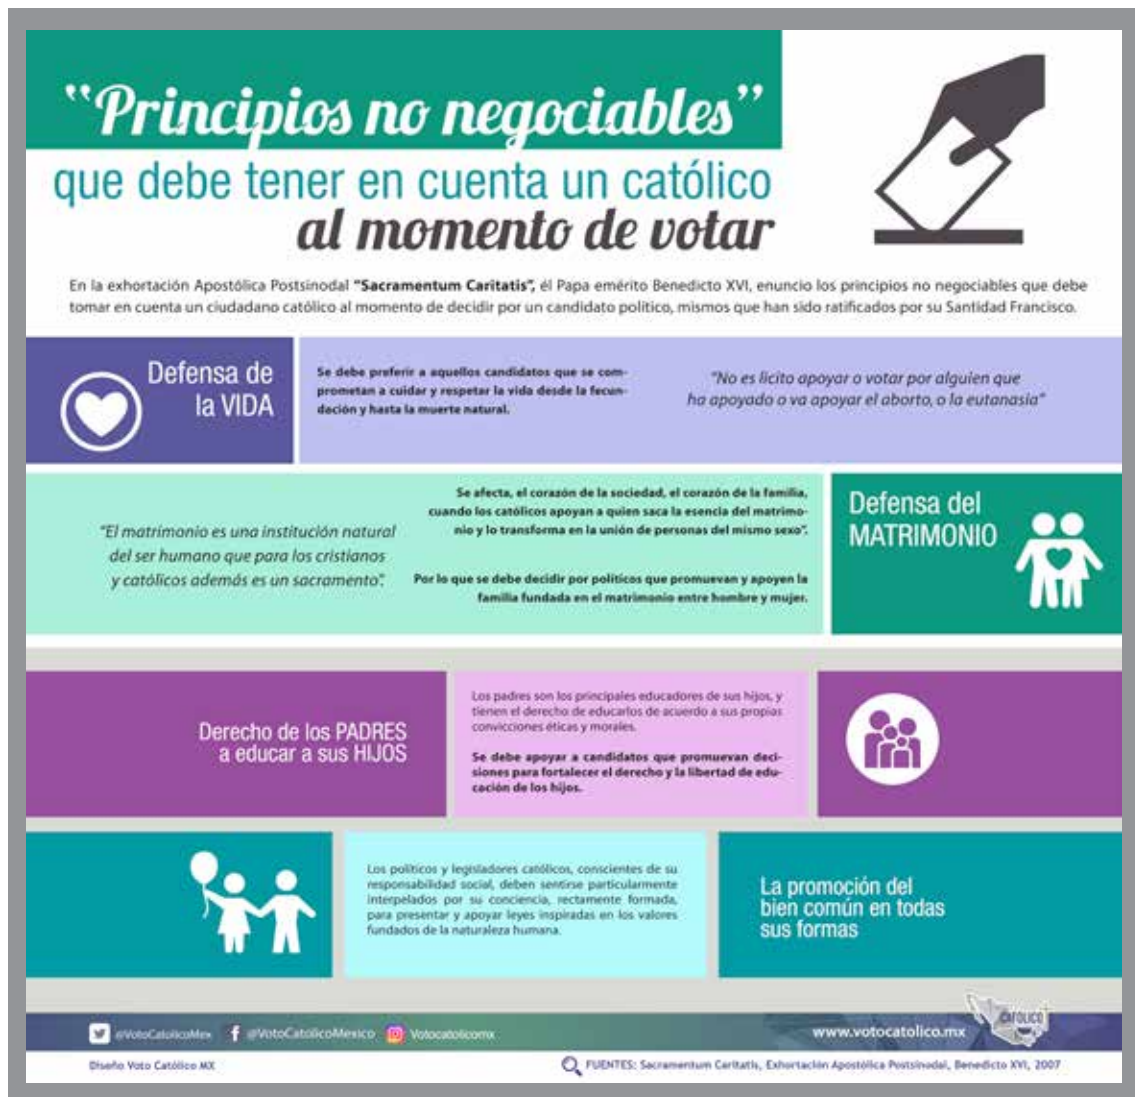 “Principios no negociables”
que debe tener en cuenta un católico
al momento de votar
En la exhortación Apostólica Postsinodal "Sacramentum Caritatis", él Papa emérito Benedicto XVI, enuncio los principios no negociables que debe
tomar en cuenta un ciudadano católico al momento de decidir por un candidato político, mismos que han sido ratificados por su Santidad Francisco.
Defensa de
la VIDA
Se debe preferir a aquellos candidatos que se com-
prometan a cuidar y respetar la vida desde la fecun-
dación y hasta la muerte natural.
"No es licito apoyar o votar por alguien que
ha apoyado o va apoyar el aborto, o la eutanasia"
"El matrimonio es una institución natural
del ser humano que para los cristianos
y católicos además es un sacramento".
Se afecta, el corazón de la sociedad, el corazón de la familia,
cuando los católicos apoyan a quien saca la esencia del matrimo-
nio y lo transforma en la unión de personas del mismo sexo".
Por lo que se debe decidir por políticos que promuevan y apoyen la
familia fundada en el matrimonio entre hombre y mujer.
Defensa del
MATRIMONIO
Derecho de los PADRES
a educar a sus HIJOS
Los padres son los principales educadores de sus hijos, y
tienen el derecho de educarlos de acuerdo a sus propias
convicciones éticas y morales.
Se debe apoyar a candidatos que promuevan deci-
siones para fortalecer el derecho y la libertad de edu-
cación de los hijos.
Los políticos y legisladores católicos, conscientes de su
responsabilidad social, deben sentirse particularmente
interpelados por su conciencia, rectamente formada,
para presentar y apoyar leyes inspiradas en los valores
fundados de la naturaleza humana.
La promoción del
bien común en todas
sus formas
@VotoCatolicoMex
@VotoCatólicoMexico
Votocatolicomx
www.votocatolico.mx
CATÓLICO
Diseño Voto Católico MX
FUENTES: Sacramentum Caritatis, Exhortación Apostólica Postsinodal, Benedicto XVI, 2007